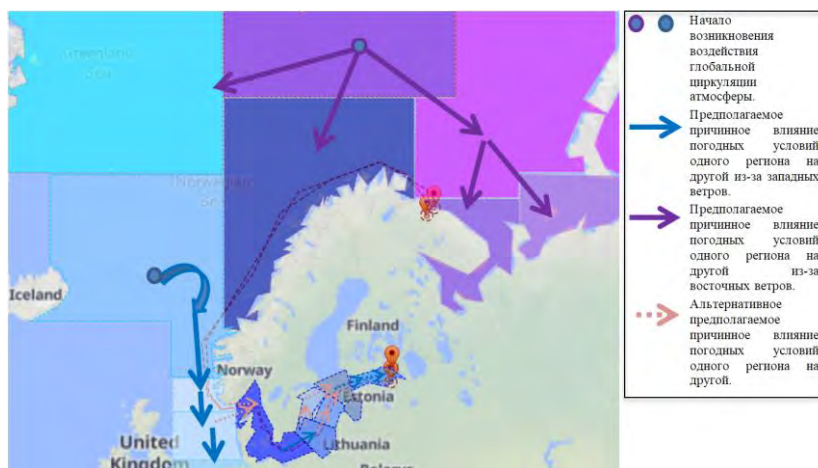 Greenland
Sea
Norwegian
Sea
Iceland
Finland
Norway
Estonia
United
Kingdom
Lithuania
Belarus
Начало
возникновения
воздействия
глобальной
циркуляции
атмосферы.
Предполагаемое
причинное влияние
погодных условий
одного региона на
другой из-за западных
ветров.
Предполагаемое
причинное влияние
погодных условий
одного региона на
другой из-за
восточных ветров.
Альтернативное
предполагаемое
причинное влияние
погодных условий
одного региона на
другой.